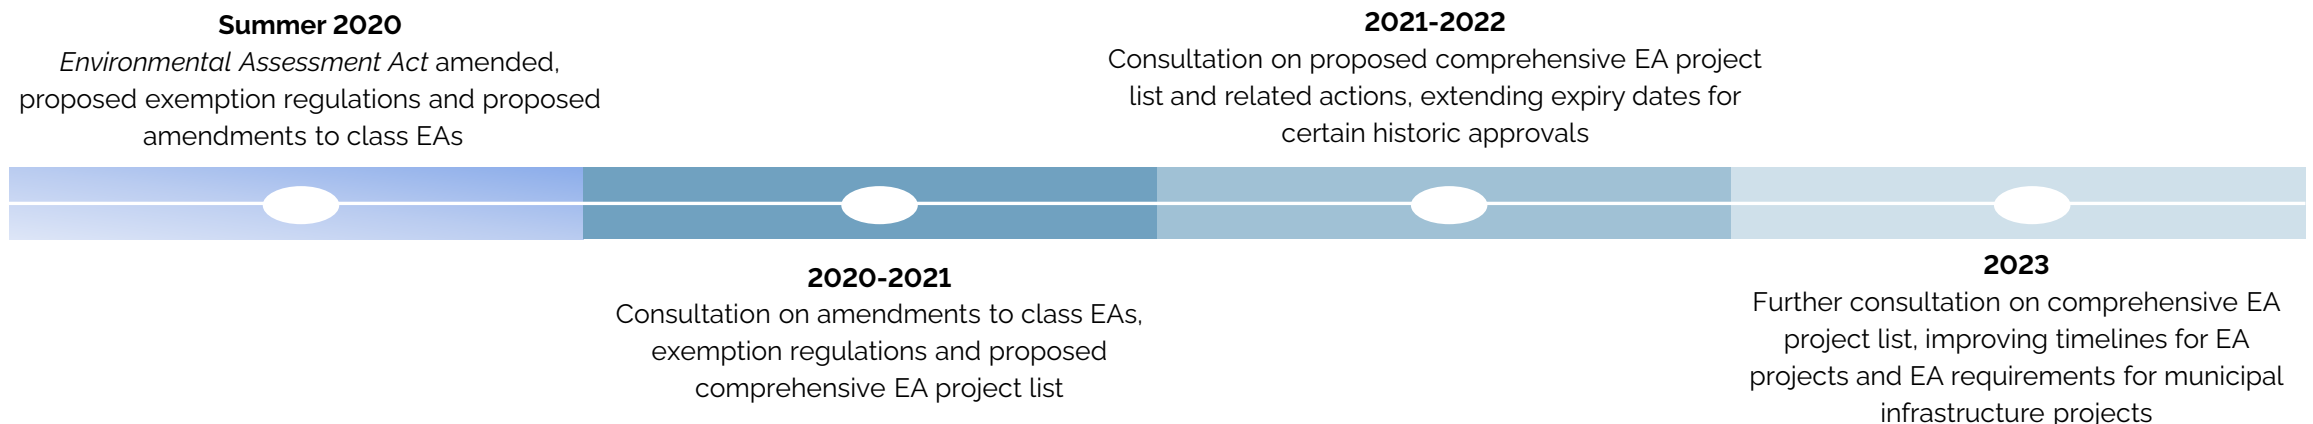 Summer 2020
Environmental Assessment Act amended,
proposed exemption regulations and proposed
amendments to class EAs
2020-2021
Consultation on amendments to class EAs,
exemption regulations and proposed
comprehensive EA project list
2021-2022
Consultation on proposed comprehensive EA project
list and related actions, extending expiry dates for
certain historic approvals
2023
Further consultation on comprehensive EA
project list, improving timelines for EA
projects and EA requirements for municipal
infrastructure projects